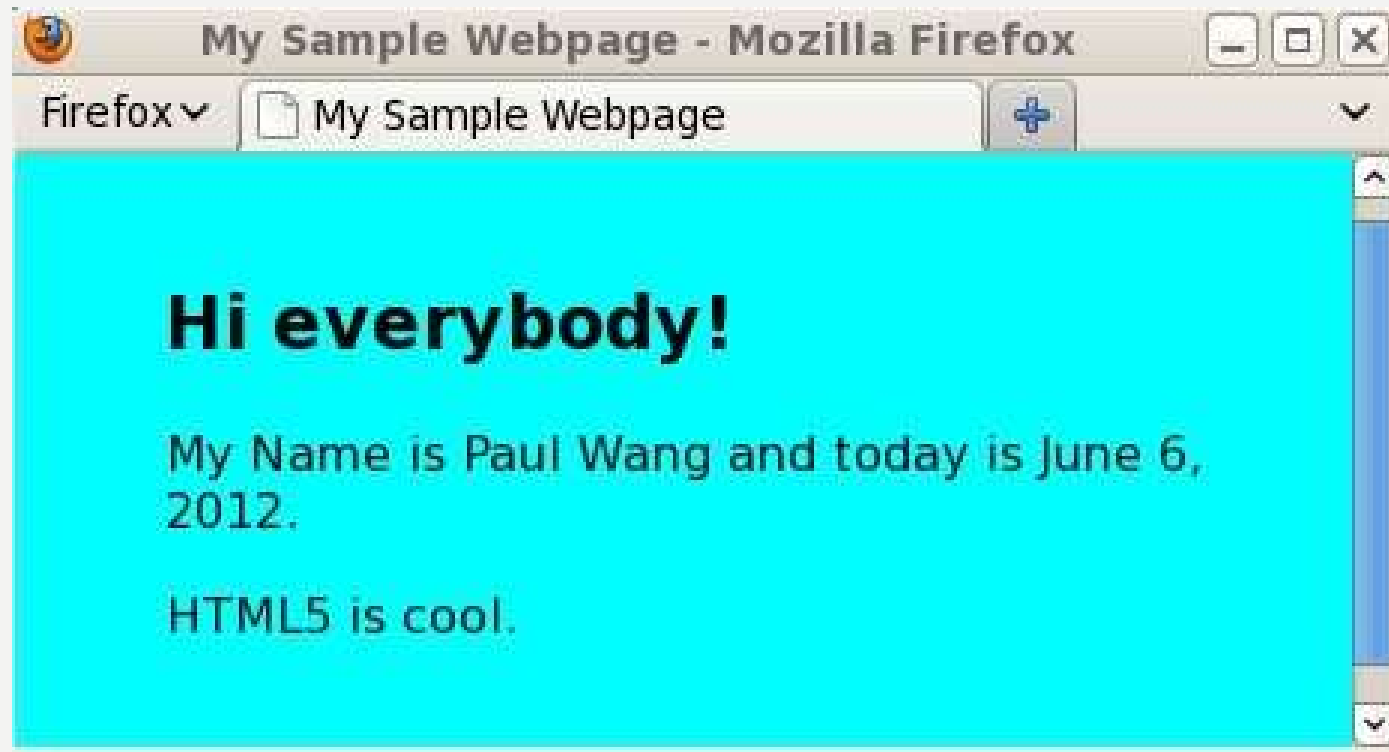 My Sample Webpage - Mozilla Firefox
Firefox
My Sample Webpage
Hi everybody!
My Name is Paul Wang and today is June 6,
2012.
HTML5 is cool.